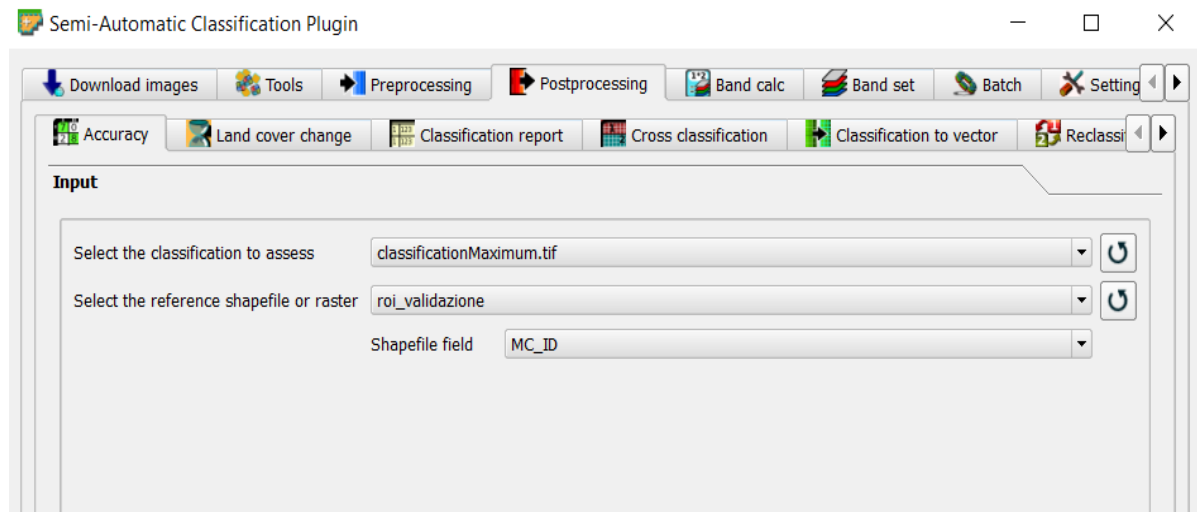 Semi-Automatic Classification Plugin
Download images Tools Preprocessing Postprocessing Band calc Band set Batch Setting
Accuracy Land cover change Classification report Cross classification Classification to vector Reclassi
Input
Select the classification to assess classificationMaximum.tif
Select the reference shapefile or raster roi_validazione
Shapefile field MC_ID